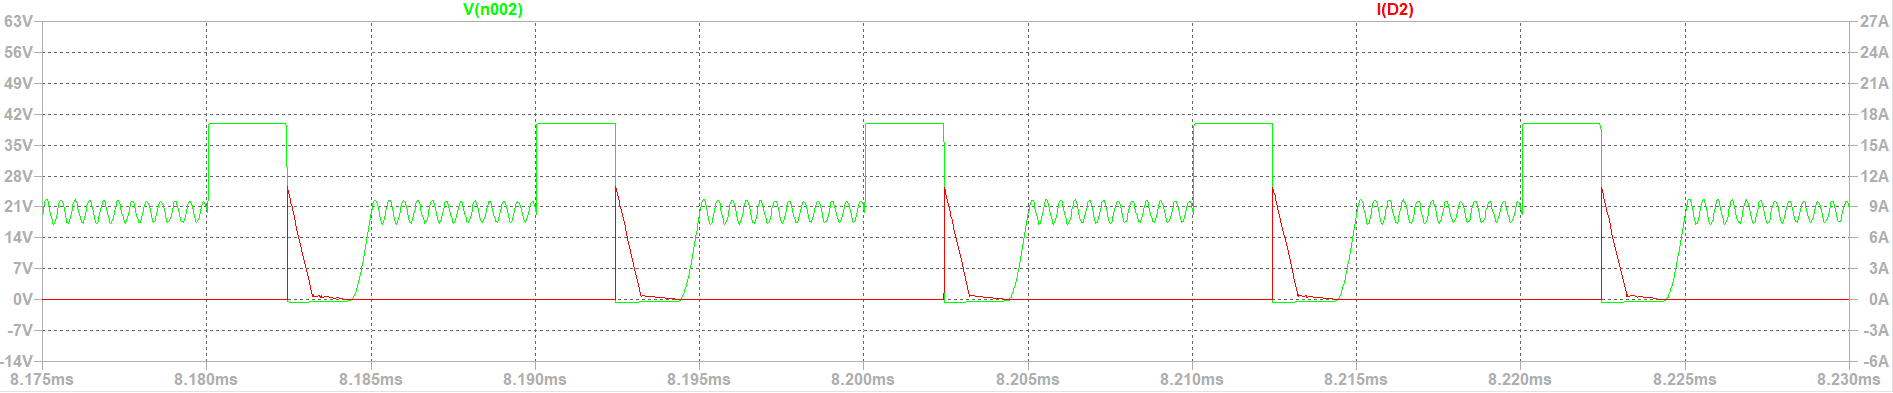 V(n002) I(D2)
63V 27A
56V 24A
49V 21A
42V 18A
35V 15A
28V 12A
21V 9A
14V 6A
7V 3A
0V 0A
-7V -3A
-14V -6A
8.175ms 8.180ms 8.185ms 8.190ms 8.195ms 8.200ms 8.205ms 8.210ms 8.215ms 8.220ms 8.225ms 8.230ms